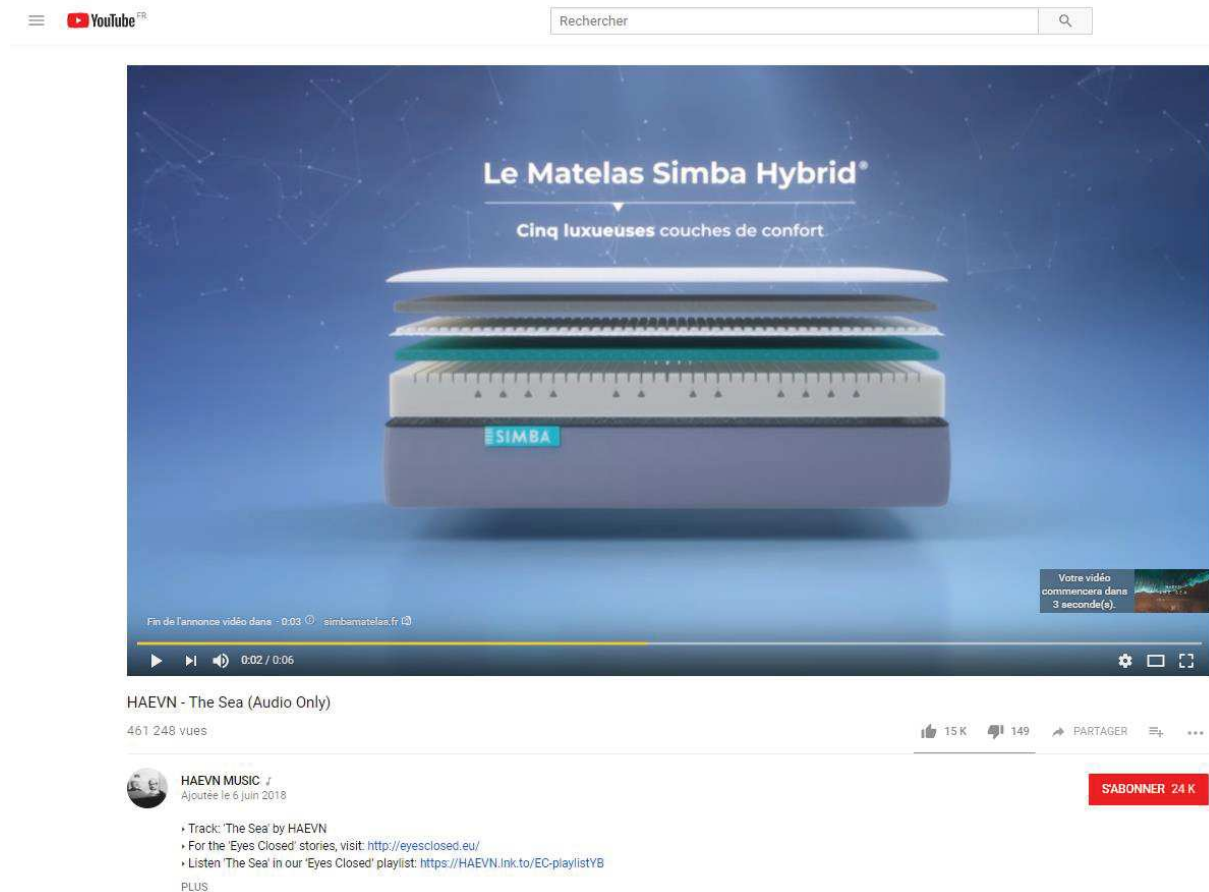 YouTube FR
Rechercher
Le Matelas Simba Hybrid®
Cinq luxueuses couches de confort
SIMBA
Votre vidéo
commencera dans
3 seconde(s).
Fin de l'annonce vidéo dans - 0:03 simbamatelas.fr
0:02 / 0:06
HAEVN - The Sea (Audio Only)
461 248 vues
15 K 149 PARTAGER
HAEVN MUSIC
Ajoutée le 6 juin 2018
S'ABONNER 24 K
› Track: 'The Sea' by HAEVN
› For the 'Eyes Closed' stories, visit: http://eyesclosed.eu/
› Listen 'The Sea' in our 'Eyes Closed' playlist: https://HAEVN.lnk.to/EC-playlistYB
PLUS